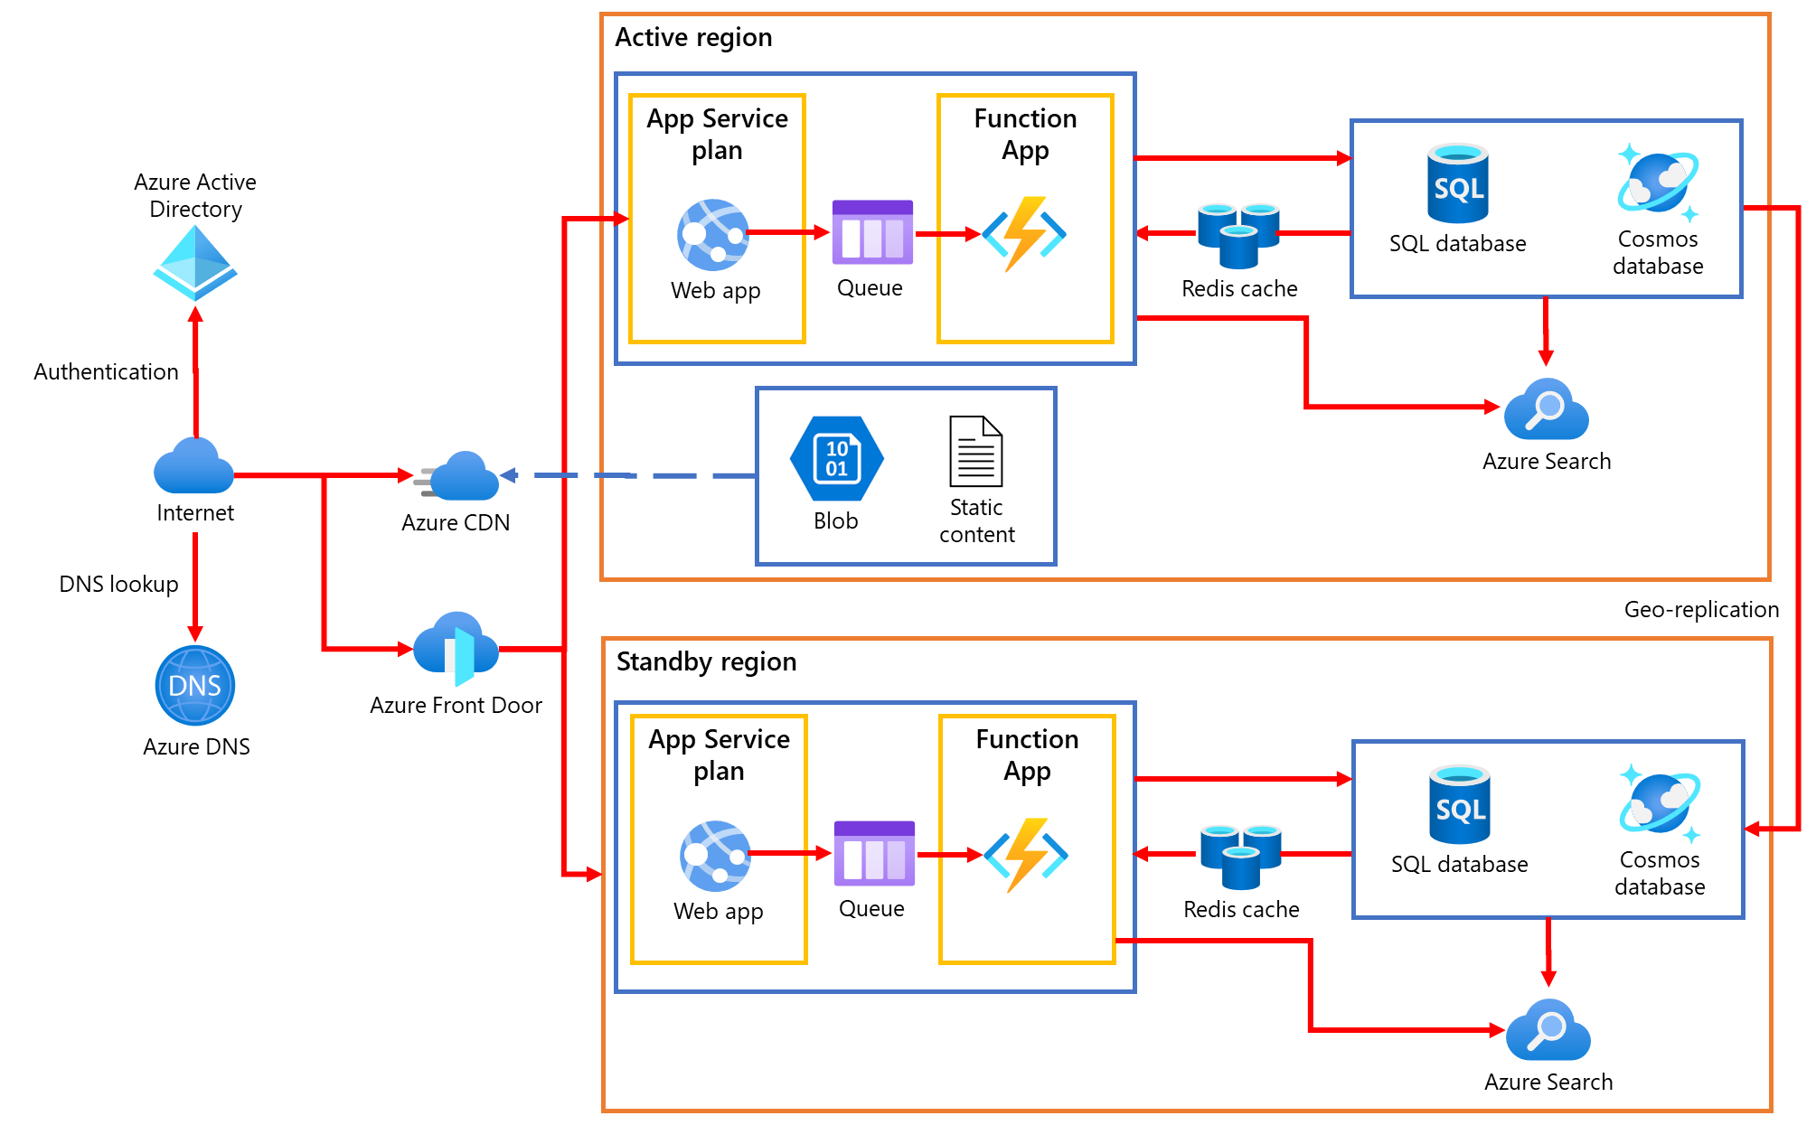 Active region
App Service
plan
Function
App
Web app
Queue
SQL
SQL database
Cosmos
database
Redis cache
Azure Search
Azure Active
Directory
Authentication
Internet
Azure CDN
10
01
Blob
Static
content
DNS lookup
DNS
Azure DNS
Azure Front Door
Geo-replication
Standby region
App Service
plan
Function
App
Web app
Queue
SQL
SQL database
Cosmos
database
Redis cache
Azure Search